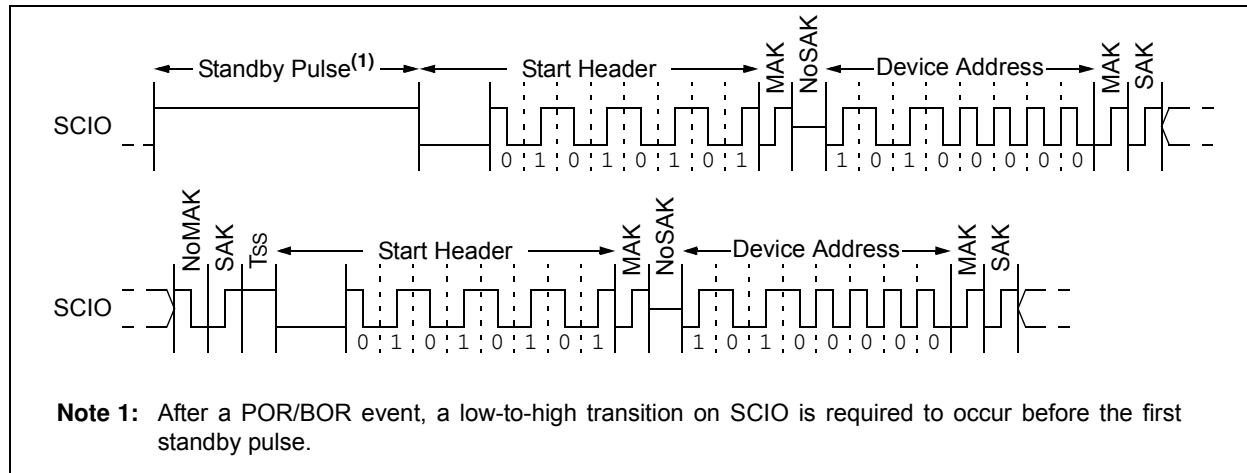 Standby Pulse(1) Start Header MAK NoSAK Device Address MAK SAK
SCIO
0 1 0 1 0 1 0 1 1 0 1 0 0 0 0 0
NoMAK SAK TSS Start Header MAK NoSAK Device Address MAK SAK
SCIO
0 1 0 1 0 1 0 1 1 0 1 0 0 0 0 0
Note 1: After a POR/BOR event, a low-to-high transition on SCIO is required to occur before the first
standby pulse.